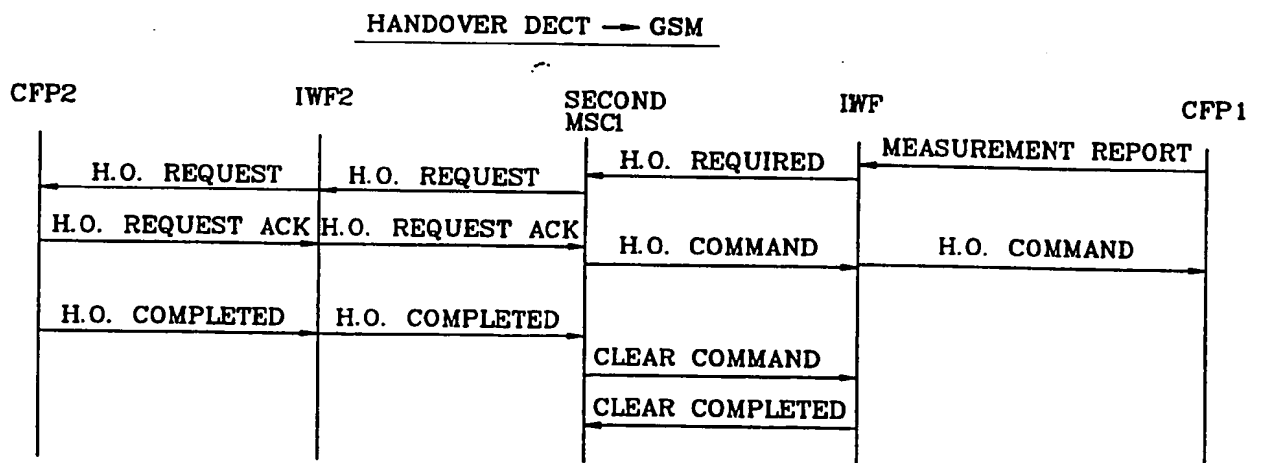 HANDOVER DECT → GSM
CFP2
IWF2
SECOND
MSC1
IWF
CFP1
MEASUREMENT REPORT
H.O. REQUIRED
H.O. REQUEST
H.O. REQUEST
H.O. REQUEST ACK
H.O. REQUEST ACK
H.O. COMMAND
H.O. COMMAND
H.O. COMPLETED
H.O. COMPLETED
CLEAR COMMAND
CLEAR COMPLETED